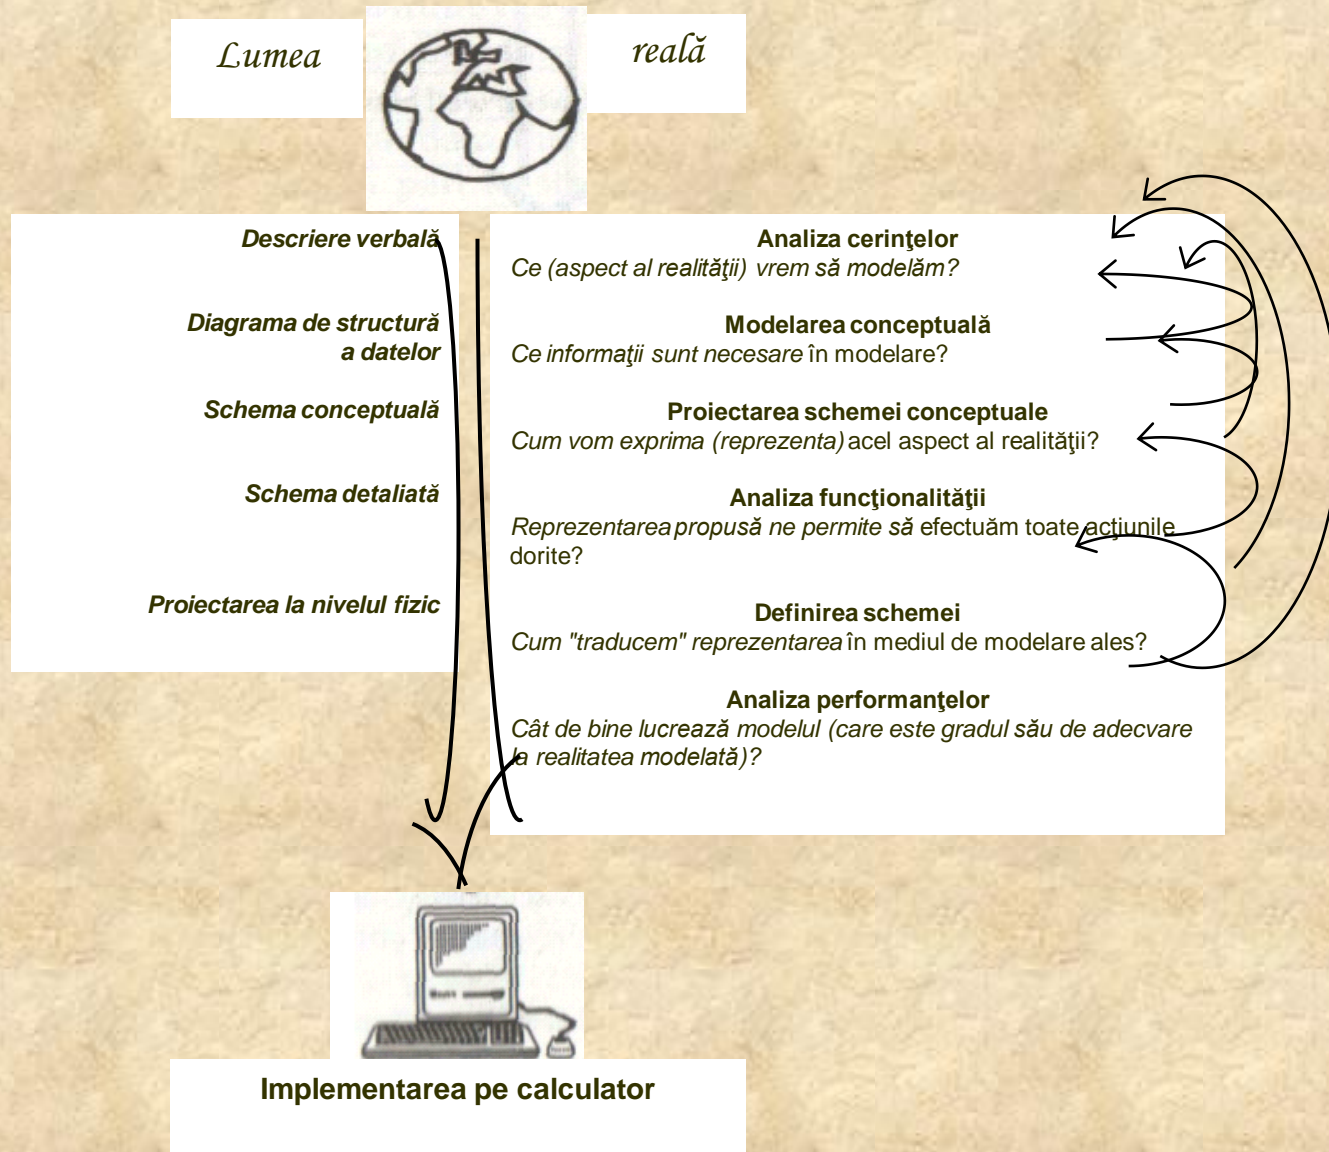 Lumea reală
Descriere verbală
Diagrama de structură
a datelor
Schema conceptuală
Schema detaliată
Proiectarea la nivelul fizic
Analiza cerinţelor
Ce (aspect al realităţii) vrem să modelăm?
Modelarea conceptuală
Ce informaţii sunt necesare în modelare?
Proiectarea schemei conceptuale
Cum vom exprima (reprezenta) acel aspect al realităţii?
Analiza funcţionalităţii
Reprezentarea propusă ne permite să efectuăm toate acţiunile
dorite?
Definirea schemei
Cum "traducem" reprezentarea în mediul de modelare ales?
Analiza performanţelor
Cât de bine lucrează modelul (care este gradul său de adecvare
la realitatea modelată)?
Implementarea pe calculator